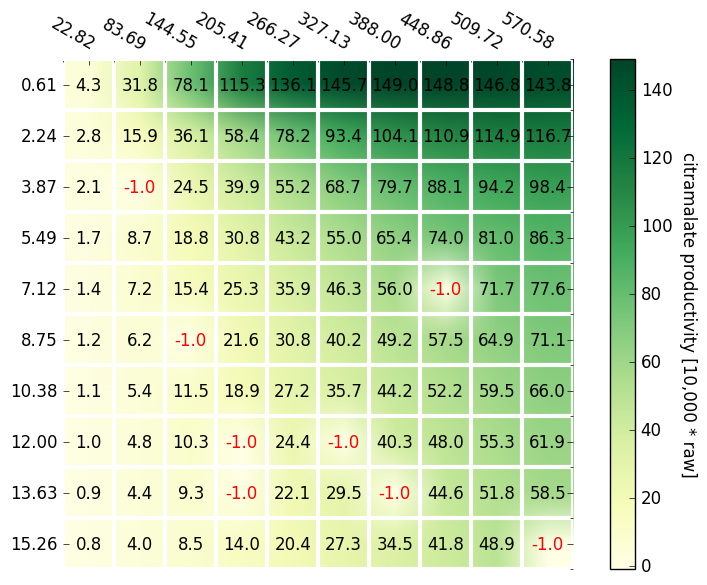 22.82 83.69 144.55 205.41 266.27 327.13 388.00 448.86 509.72 570.58
0.61 4.3 31.8 78.1 115.3 136.1 145.7 149.0 148.8 146.8 143.8
2.24 2.8 15.9 36.1 58.4 78.2 93.4 104.1 110.9 114.9 116.7
3.87 2.1 -1.0 24.5 39.9 55.2 68.7 79.7 88.1 94.2 98.4
5.49 1.7 8.7 18.8 30.8 43.2 55.0 65.4 74.0 81.0 86.3
7.12 1.4 7.2 15.4 25.3 35.9 46.3 56.0 -1.0 71.7 77.6
8.75 1.2 6.2 -1.0 21.6 30.8 40.2 49.2 57.5 64.9 71.1
10.38 1.1 5.4 11.5 18.9 27.2 35.7 44.2 52.2 59.5 66.0
12.00 1.0 4.8 10.3 -1.0 24.4 -1.0 40.3 48.0 55.3 61.9
13.63 0.9 4.4 9.3 -1.0 22.1 29.5 -1.0 44.6 51.8 58.5
15.26 0.8 4.0 8.5 14.0 20.4 27.3 34.5 41.8 48.9 -1.0
140
120
100
80
60
40
20
0
citramalate productivity [10,000 * raw]